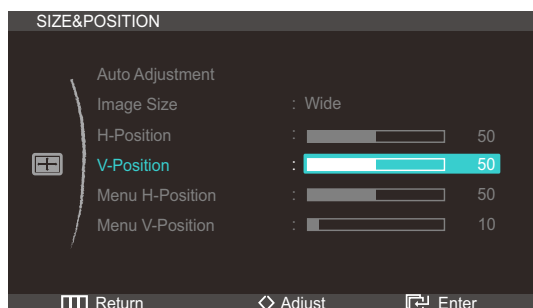 SIZE&POSITION
Auto Adjustment
Image Size : Wide
H-Position : 50
V-Position : 50
Menu H-Position : 50
Menu V-Position : 10
Return Adjust Enter